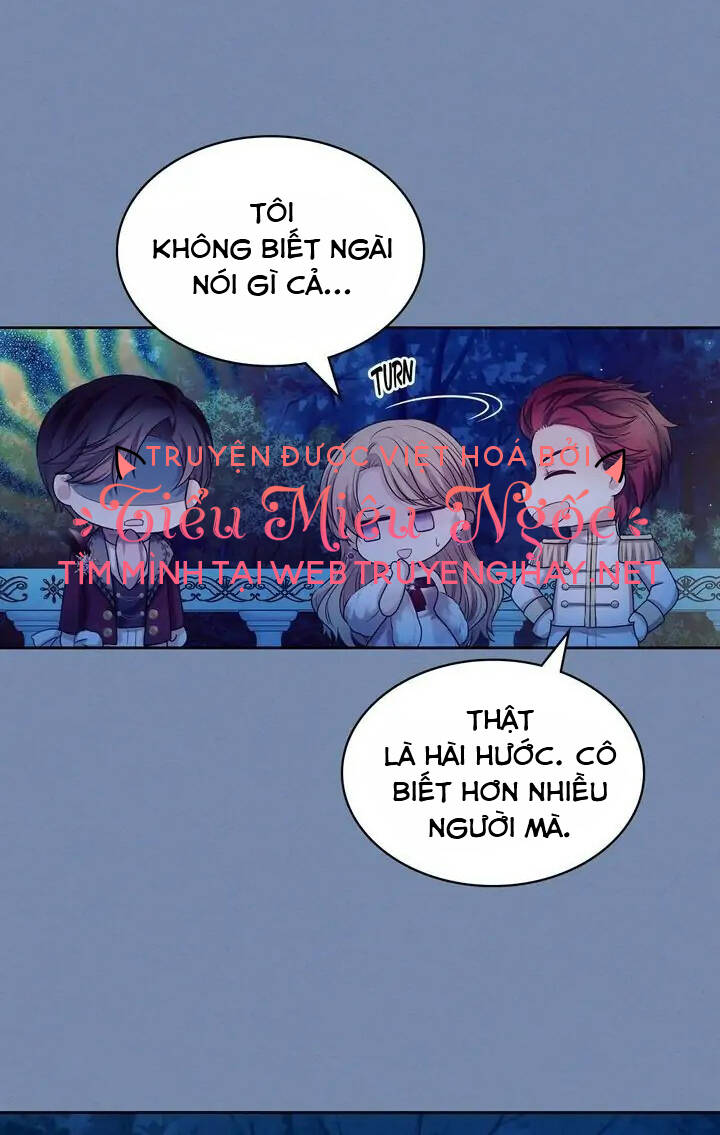 TÔI
KHÔNG BIẾT NGÀI
NÓI GÌ CẢ...
TURN
TRUYỆN ĐƯỢC VIỆT HOÁ BỞI
Tiểu Miêu Ngốc
TÌM MINH TẠI WEB TRUYENGIHAY.NET
THẬT
LÀ HÀI HƯỚC. CÔ
BIẾT HƠN NHIỀU
NGƯỜI MÀ.